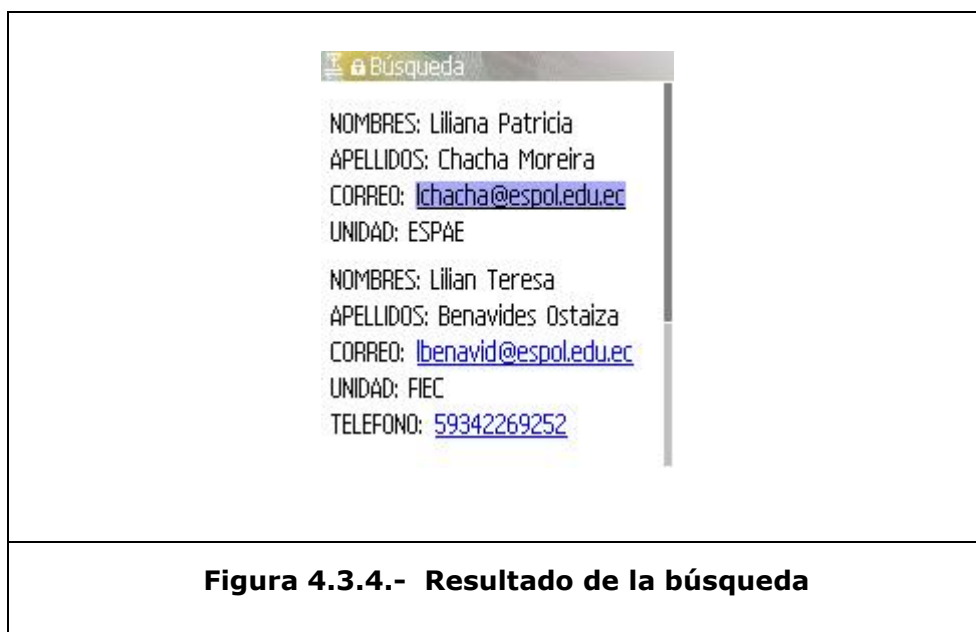 Búsqueda
NOMBRES: Liliana Patricia
APELLIDOS: Chacha Moreira
CORREO: lchacha@espol.edu.ec
UNIDAD: ESPAE
NOMBRES: Lilian Teresa
APELLIDOS: Benavides Ostaiza
CORREO: lbenavid@espol.edu.ec
UNIDAD: FIEC
TELEFONO: 59342269252
Figura 4.3.4.- Resultado de la búsqueda